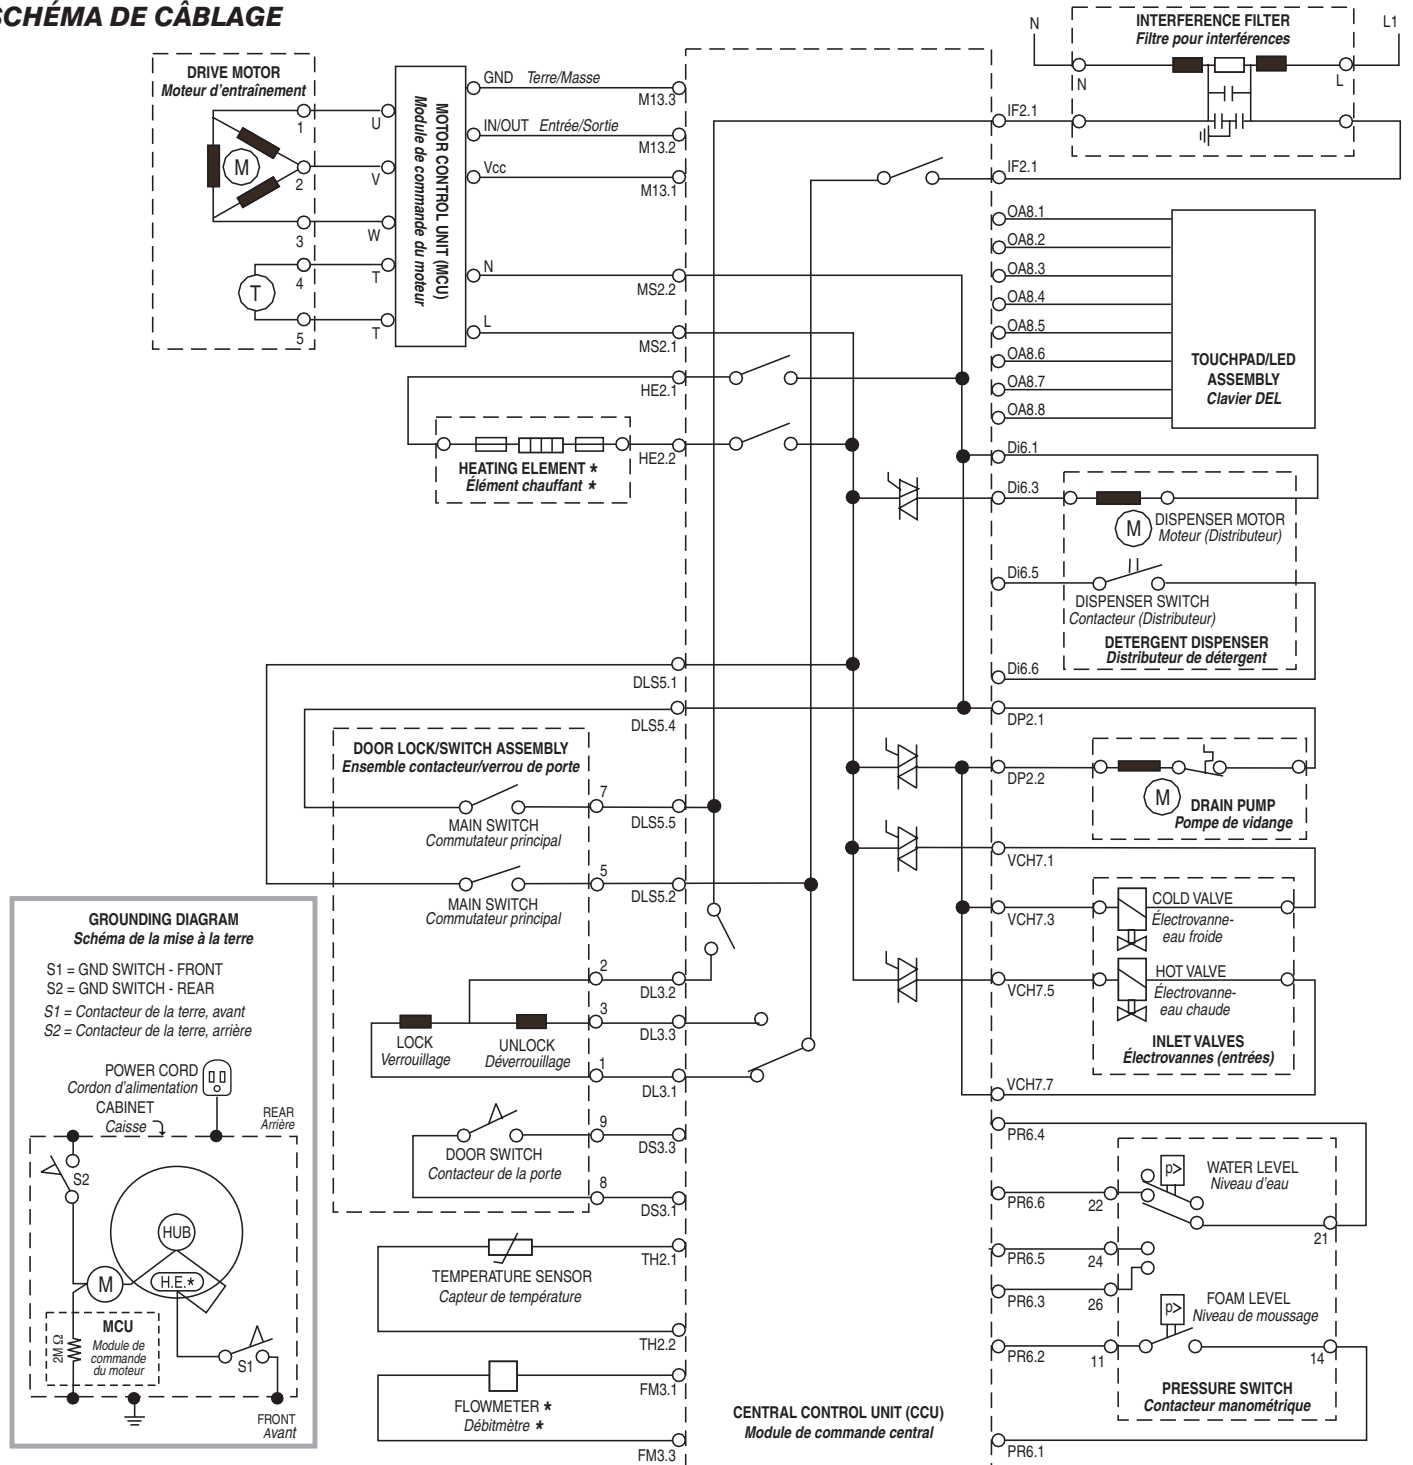 SCHÉMA DE CÂBLAGE
N
INTERFERENCE FILTER
Filtre pour interférences
L1
N
L
DRIVE MOTOR
Moteur d'entraînement
M
T
1
2
3
4
5
U
V
W
T
T
MOTOR CONTROL UNIT (MCU)
Module de commande du moteur
GND Terre/Masse
M13.3
IN/OUT Entrée/Sortie
M13.2
Vcc
M13.1
N
MS2.2
L
MS2.1
HE2.1
HE2.2
HEATING ELEMENT *
Élément chauffant *
IF2.1
IF2.1
OA8.1
OA8.2
OA8.3
OA8.4
OA8.5
OA8.6
OA8.7
OA8.8
TOUCHPAD/LED
ASSEMBLY
Clavier DEL
Di6.1
Di6.3
M
DISPENSER MOTOR
Moteur (Distributeur)
Di6.5
DISPENSER SWITCH
Contacteur (Distributeur)
DETERGENT DISPENSER
Distributeur de détergent
Di6.6
DLS5.1
DLS5.4
DP2.1
DP2.2
M
DRAIN PUMP
Pompe de vidange
DOOR LOCK/SWITCH ASSEMBLY
Ensemble contacteur/verrou de porte
7
DLS5.5
MAIN SWITCH
Commutateur principal
5
DLS5.2
MAIN SWITCH
Commutateur principal
VCH7.1
VCH7.3
COLD VALVE
Électrovanne-
eau froide
VCH7.5
HOT VALVE
Électrovanne-
eau chaude
INLET VALVES
Électrovannes (entrées)
VCH7.7
2
DL3.2
3
DL3.3
LOCK
Verrouillage
UNLOCK
Déverrouillage
1
DL3.1
9
DS3.3
DOOR SWITCH
Contacteur de la porte
8
DS3.1
TH2.1
TEMPERATURE SENSOR
Capteur de température
TH2.2
FM3.1
FLOWMETER *
Débitmètre *
FM3.3
CENTRAL CONTROL UNIT (CCU)
Module de commande central
PR6.4
p>
WATER LEVEL
Niveau d'eau
PR6.6
22
21
PR6.5
24
PR6.3
26
p>
FOAM LEVEL
Niveau de moussage
PR6.2
11
14
PRESSURE SWITCH
Contacteur manométrique
PR6.1
GROUNDING DIAGRAM
Schéma de la mise à la terre
S1 = GND SWITCH - FRONT
S2 = GND SWITCH - REAR
S1 = Contacteur de la terre, avant
S2 = Contacteur de la terre, arrière
POWER CORD
Cordon d'alimentation
CABINET
Caisse
REAR
Arrière
S2
HUB
H.E.*
M
MCU
Module de
commande
du moteur
2M Ω
S1
FRONT
Avant